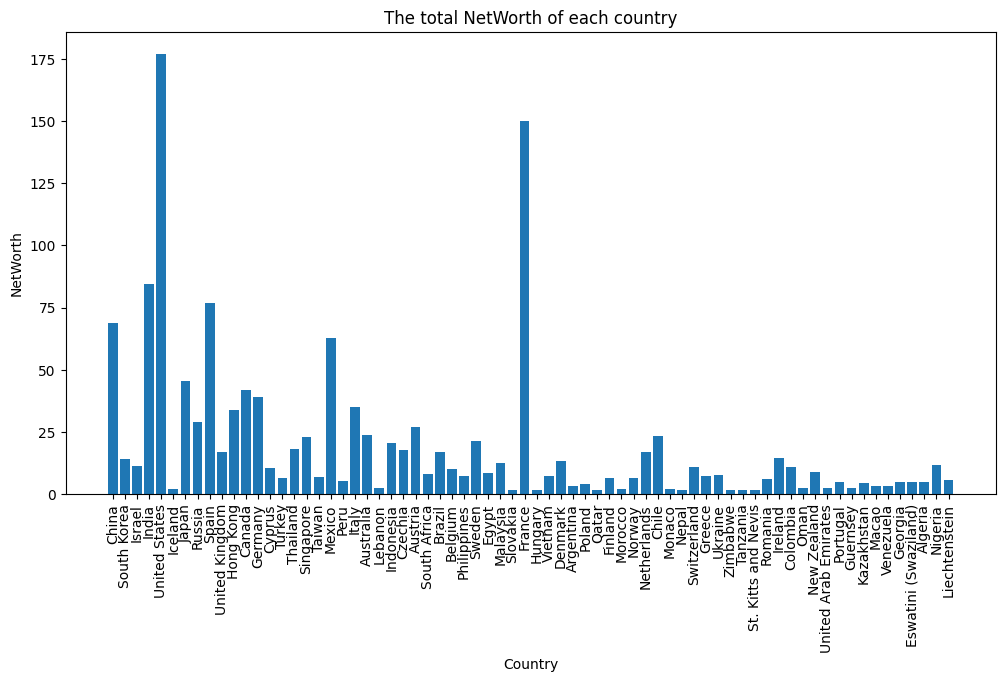 The total NetWorth of each country
NetWorth
175
150
125
100
75
50
25
0
China
South Korea
Israel
India
United States
Iceland
Japan
Russia
Spain
United Kingdom
Hong Kong
Canada
Germany
Cyprus
Turkey
Thailand
Singapore
Taiwan
Mexico
Peru
Italy
Australia
Lebanon
Indonesia
Czechia
Austria
South Africa
Brazil
Belgium
Philippines
Sweden
Egypt
Malaysia
Slovakia
France
Hungary
Vietnam
Denmark
Argentina
Poland
Qatar
Finland
Morocco
Norway
Netherlands
Chile
Monaco
Nepal
Switzerland
Greece
Ukraine
Zimbabwe
Tanzania
St. Kitts and Nevis
Romania
Ireland
Colombia
Oman
New Zealand
United Arab Emirates
Portugal
Guernsey
Kazakhstan
Macao
Venezuela
Georgia
Eswatini (Swaziland)
Algeria
Nigeria
Liechtenstein
Country